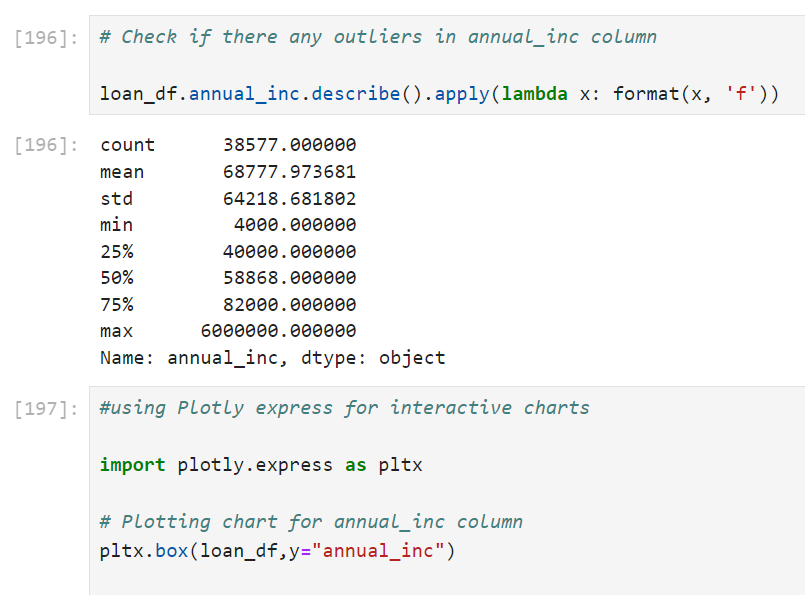 [196]: # Check if there any outliers in annual_inc column
loan_df.annual_inc.describe().apply(lambda x: format(x, 'f'))
[196]: count 38577.000000
mean 68777.973681
std 64218.681802
min 4000.000000
25% 40000.000000
50% 58868.000000
75% 82000.000000
max 6000000.000000
Name: annual_inc, dtype: object
[197]: #using Plotly express for interactive charts
import plotly.express as pltx
# Plotting chart for annual_inc column
pltx.box(loan_df,y="annual_inc")